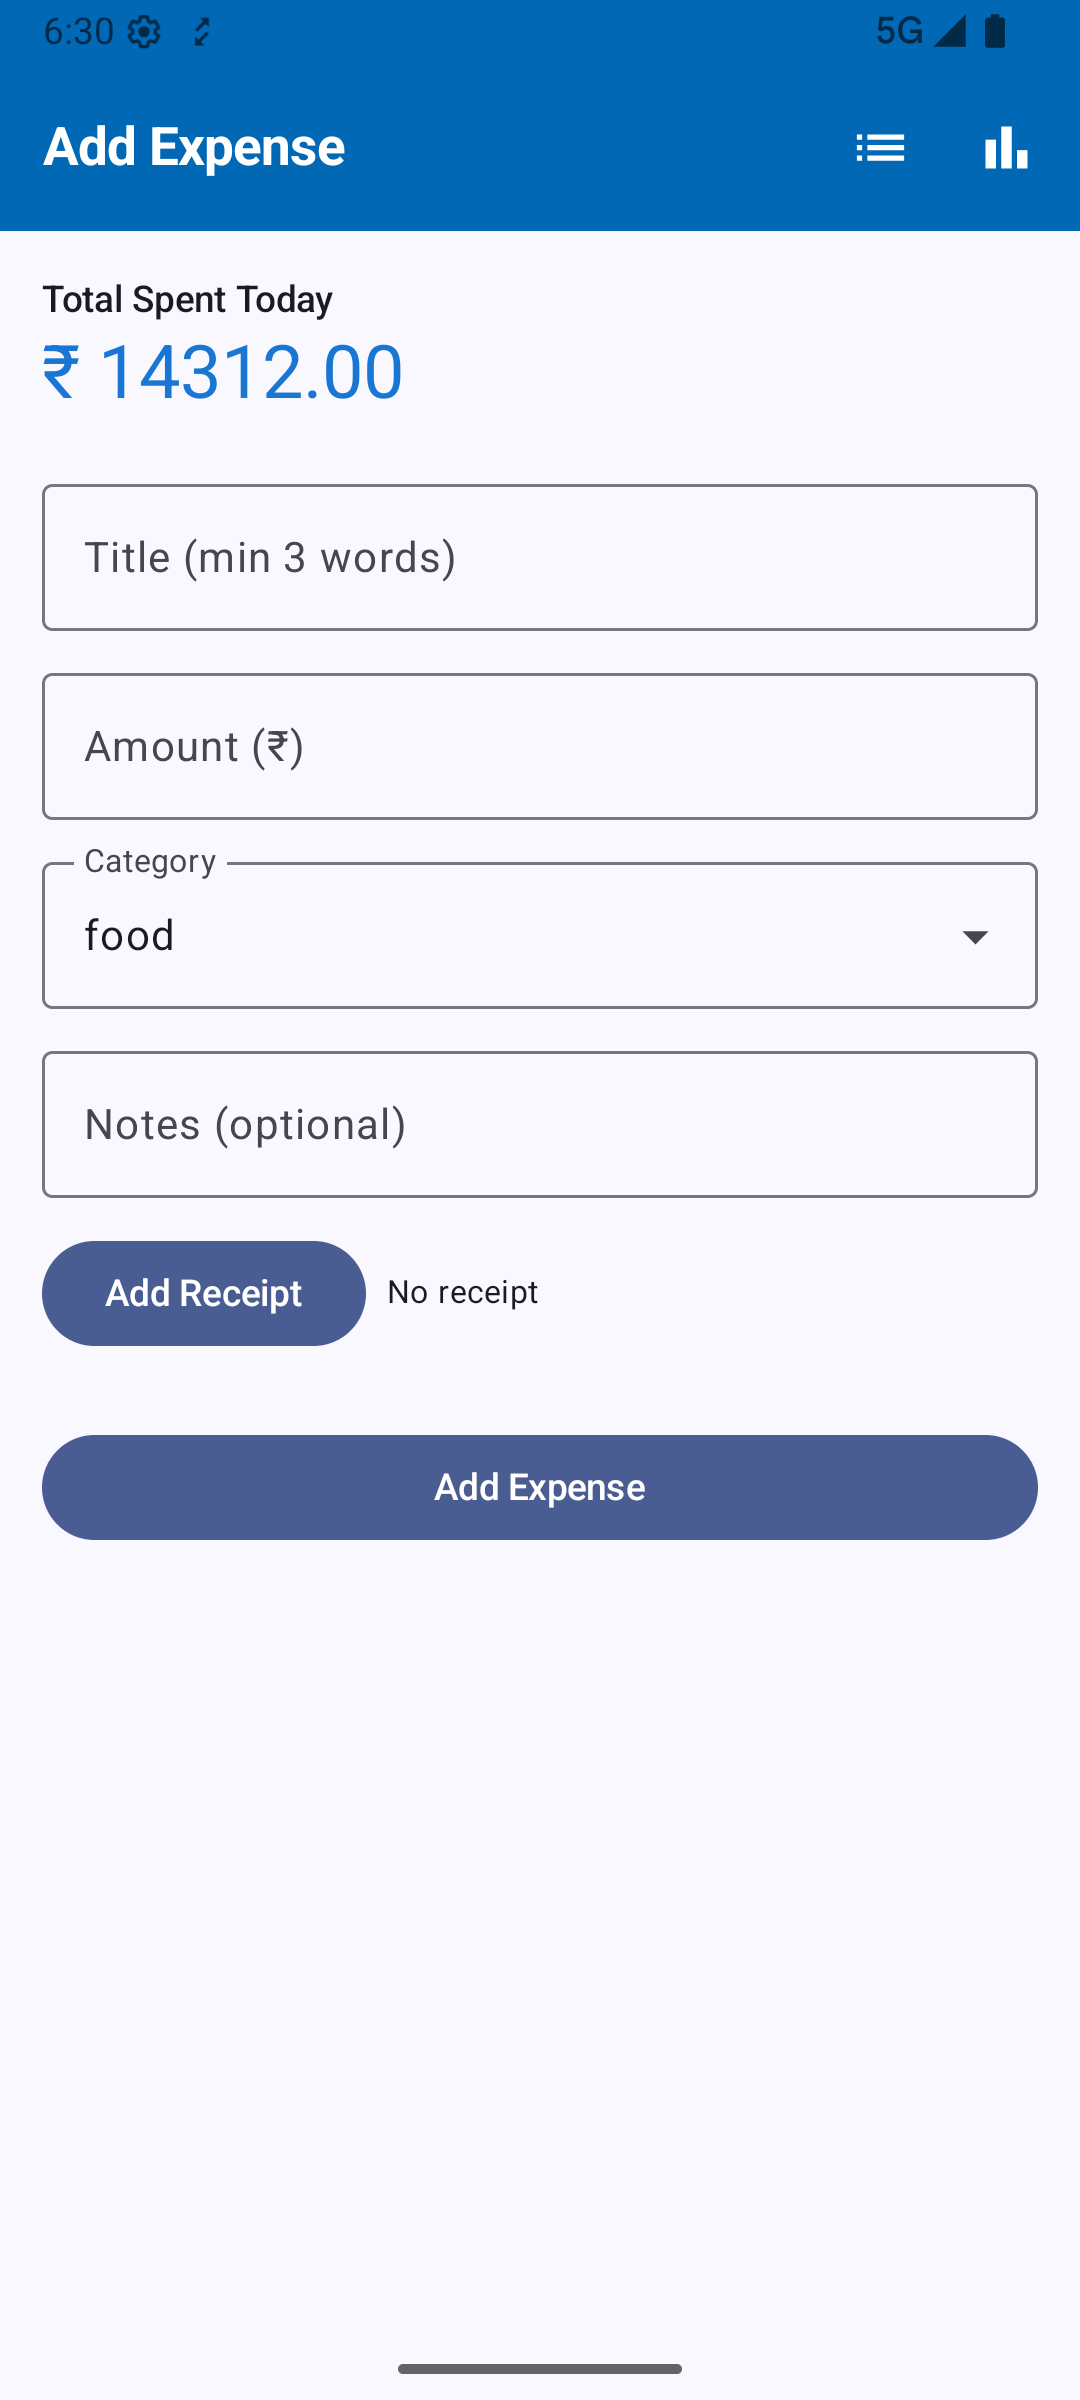 6:30 5G
Add Expense
Total Spent Today
₹ 14312.00
Title (min 3 words)
Amount (₹)
Category
food
Notes (optional)
Add Receipt No receipt
Add Expense